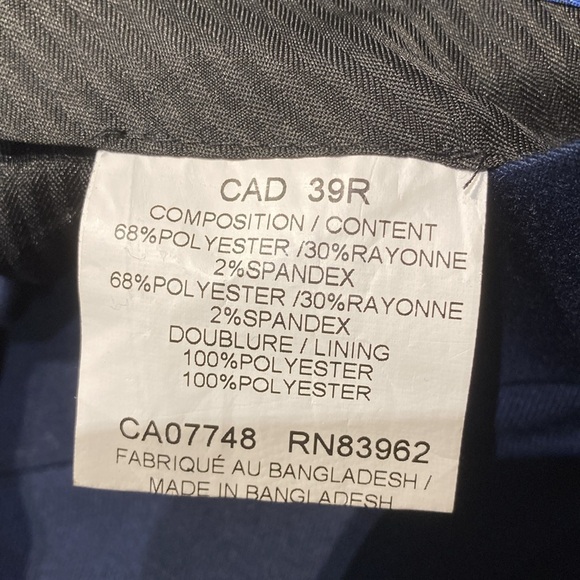 CAD 39R
COMPOSITION / CONTENT
68%POLYESTER /30%RAYONNE
2%SPANDEX
68%POLYESTER /30%RAYONNE
2%SPANDEX
DOUBLURE / LINING
100%POLYESTER
100%POLYESTER
CA07748 RN83962
FABRIQUÉ AU BANGLADESH /
MADE IN BANGLADESH